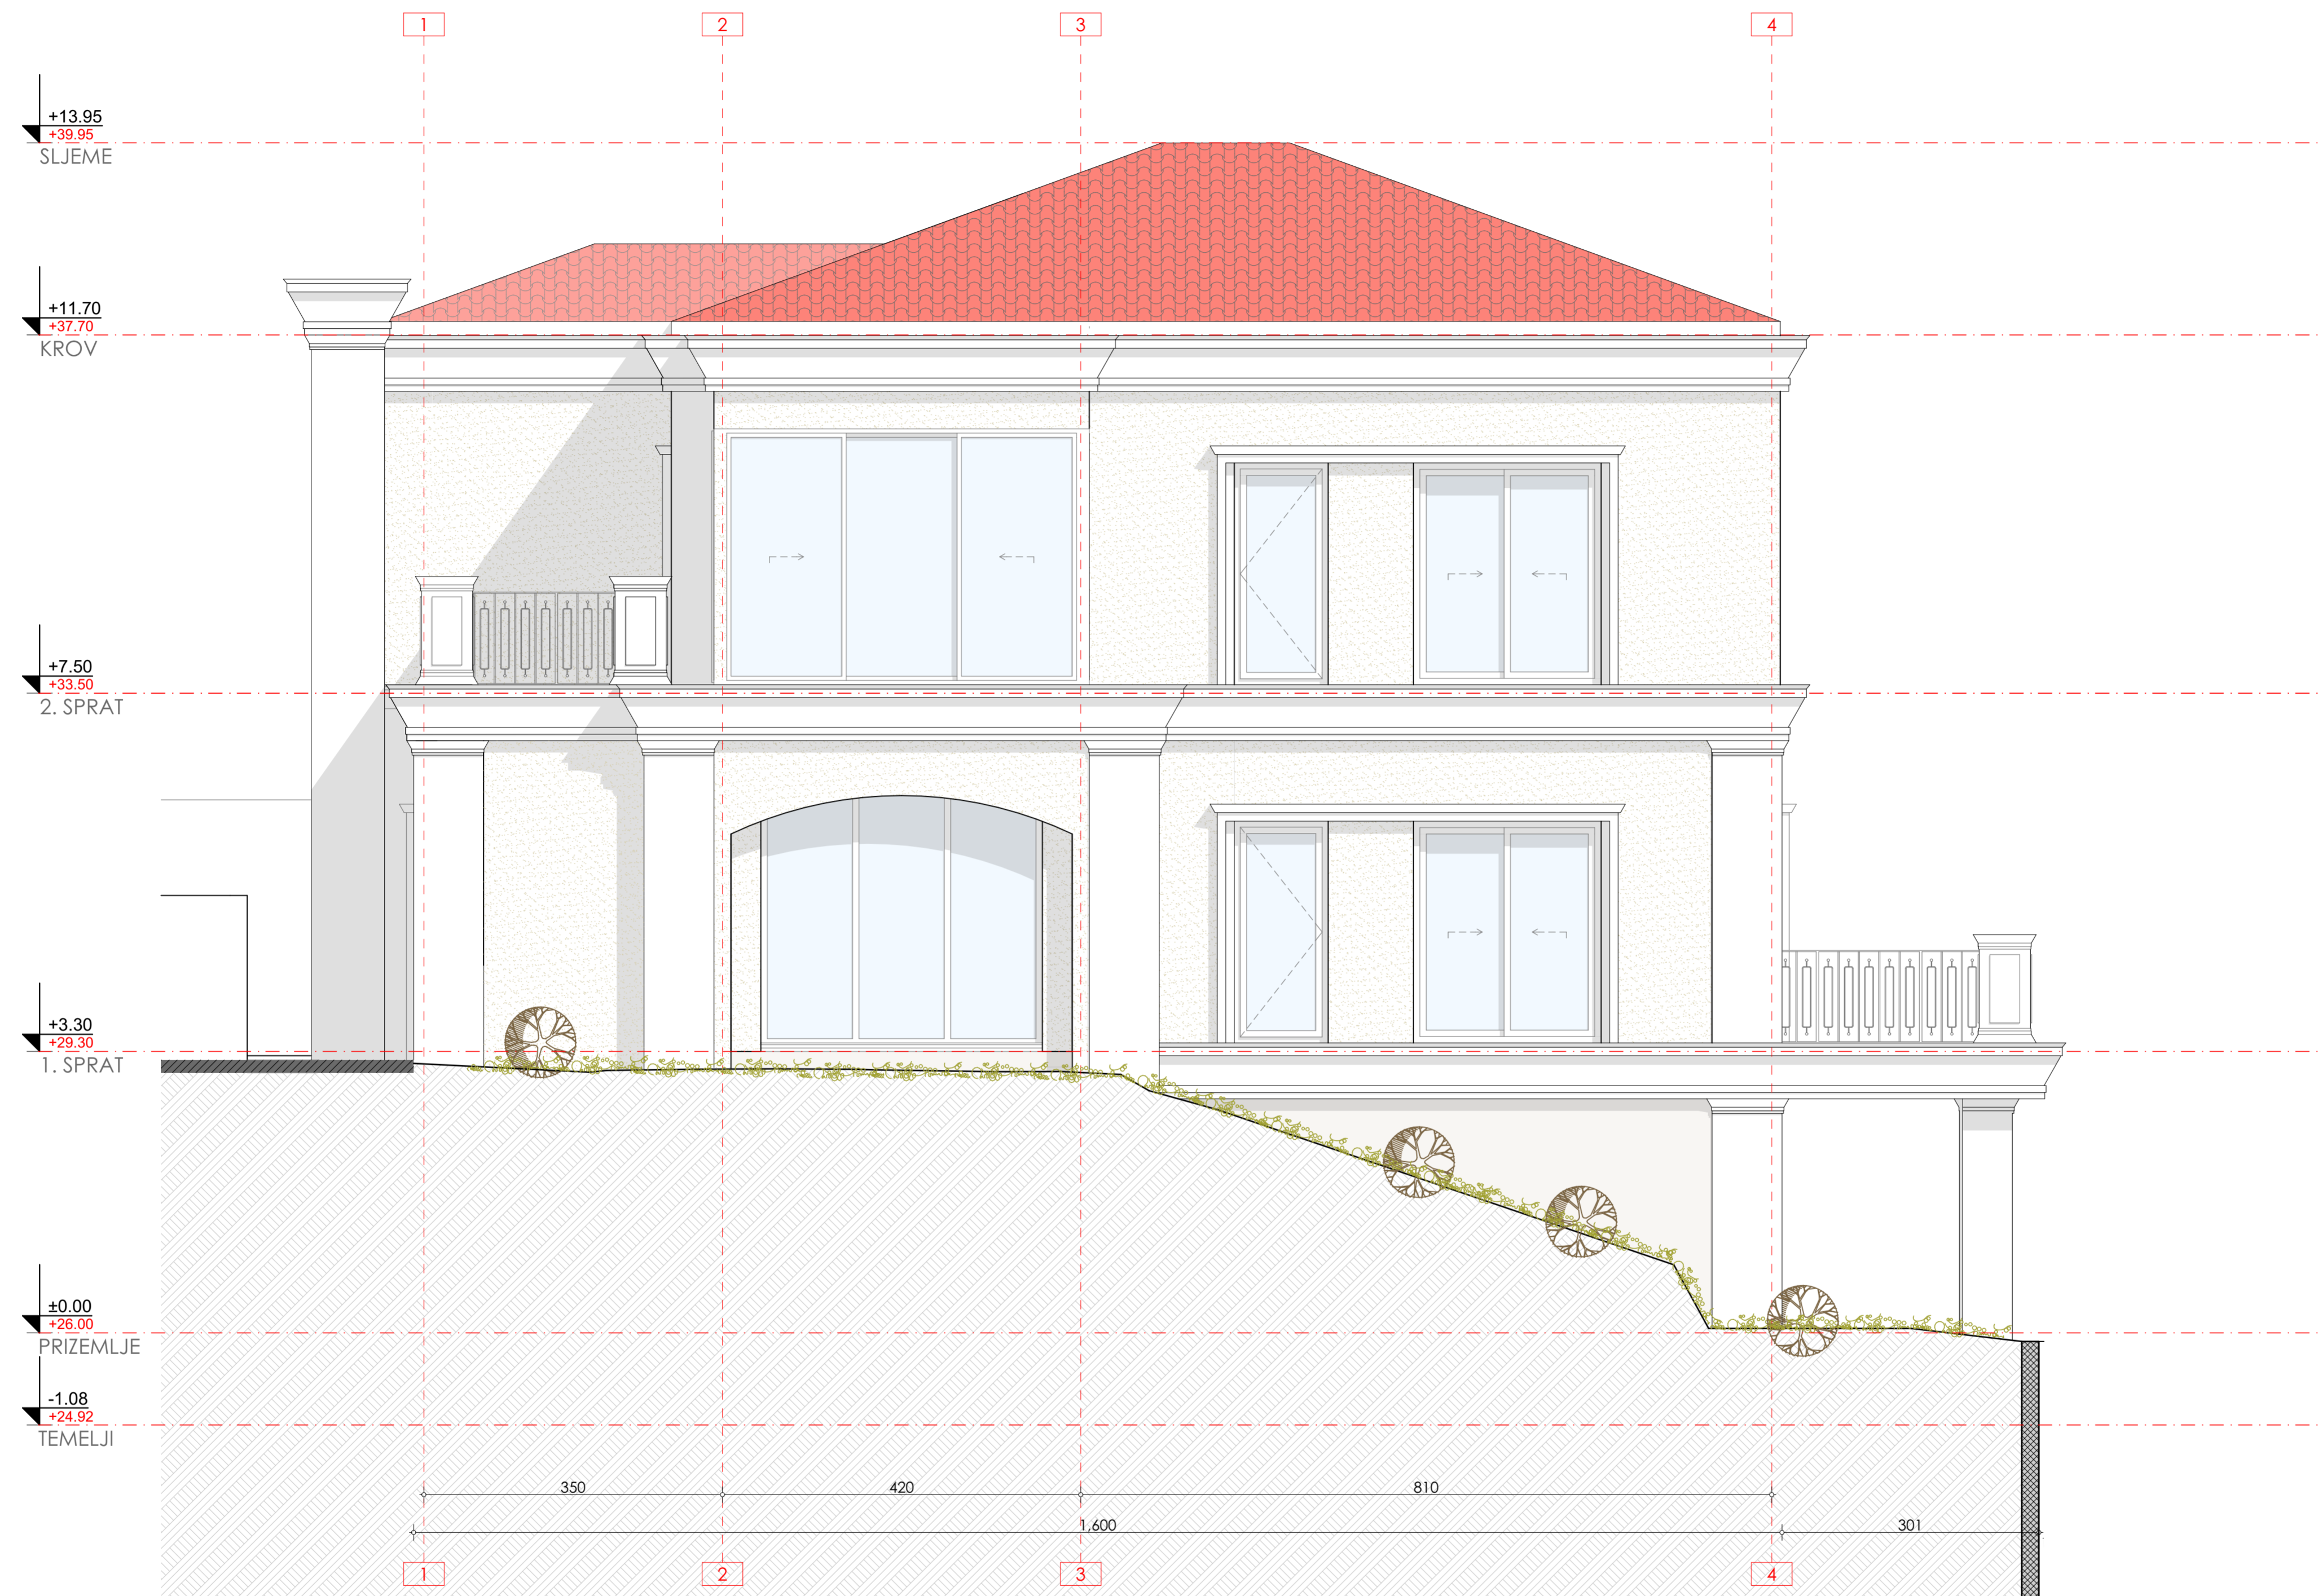 1 2 3 4
+13.95
+39.95
SLJEME
+11.70
+37.70
KROV
+7.50
+33.50
2. SPRAT
+3.30
+29.30
1. SPRAT
±0.00
+26.00
PRIZEMLJE
-1.08
+24.92
TEMELJI
350 420 810
1,600 301
1 2 3 4